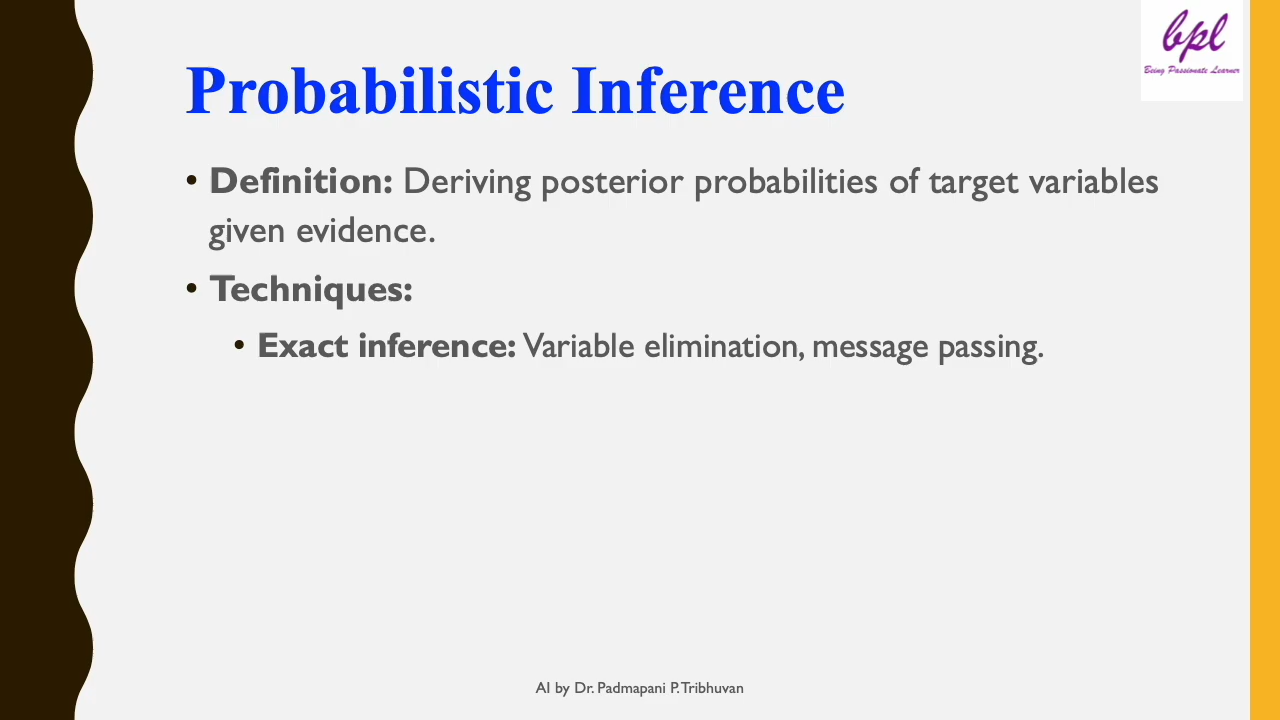 bpl
Being Passionate Learner
Probabilistic Inference
• Definition: Deriving posterior probabilities of target variables
given evidence.
• Techniques:
• Exact inference: Variable elimination, message passing.
AI by Dr. Padmapani P. Tribhuvan